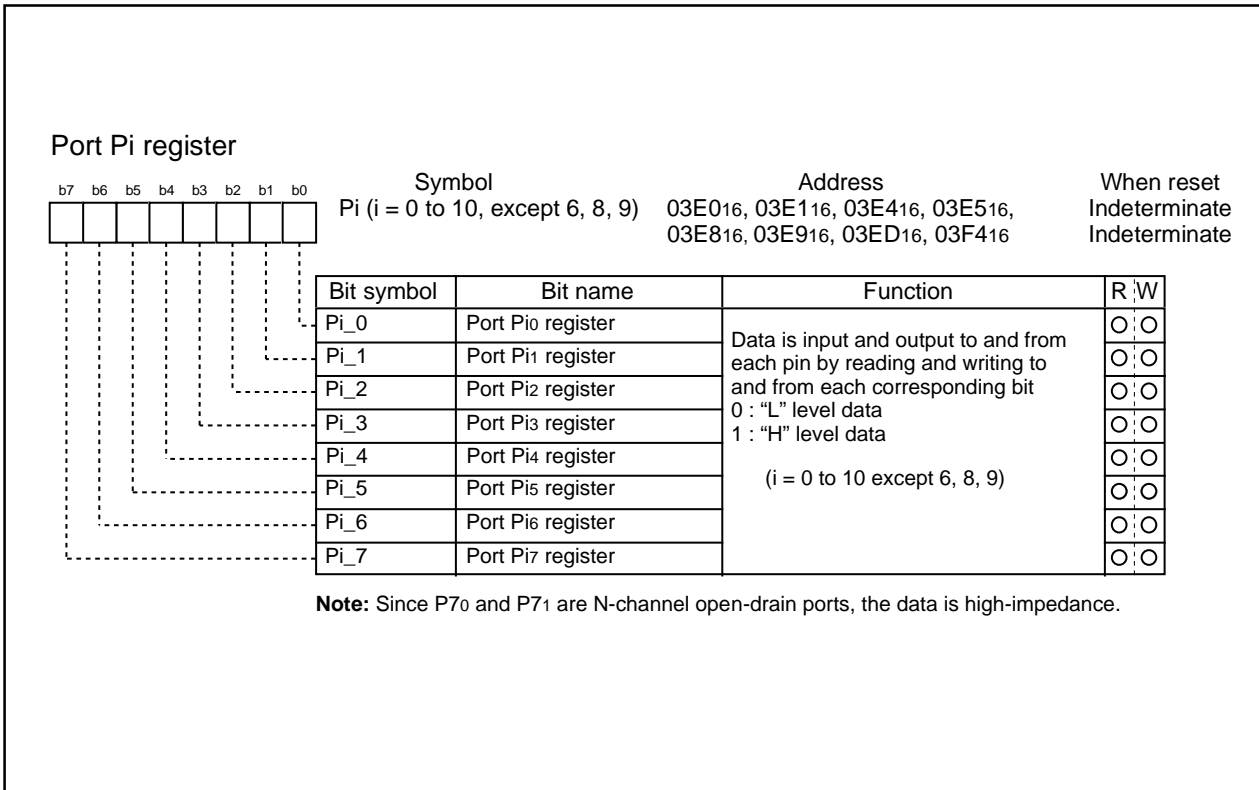 Port Pi register
b7 b6 b5 b4 b3 b2 b1 b0
Symbol Address When reset
Pi (i = 0 to 10, except 6, 8, 9) 03E016, 03E116, 03E416, 03E516, Indeterminate
03E816, 03E916, 03ED16, 03F416 Indeterminate
Bit symbol Bit name Function R W
Pi_0 Port Pi0 register
Pi_1 Port Pi1 register
Pi_2 Port Pi2 register
Pi_3 Port Pi3 register
Pi_4 Port Pi4 register
Pi_5 Port Pi5 register
Pi_6 Port Pi6 register
Pi_7 Port Pi7 register
Data is input and output to and from
each pin by reading and writing to
and from each corresponding bit
0 : “L” level data
1 : “H” level data
(i = 0 to 10 except 6, 8, 9)
Note: Since P70 and P71 are N-channel open-drain ports, the data is high-impedance.